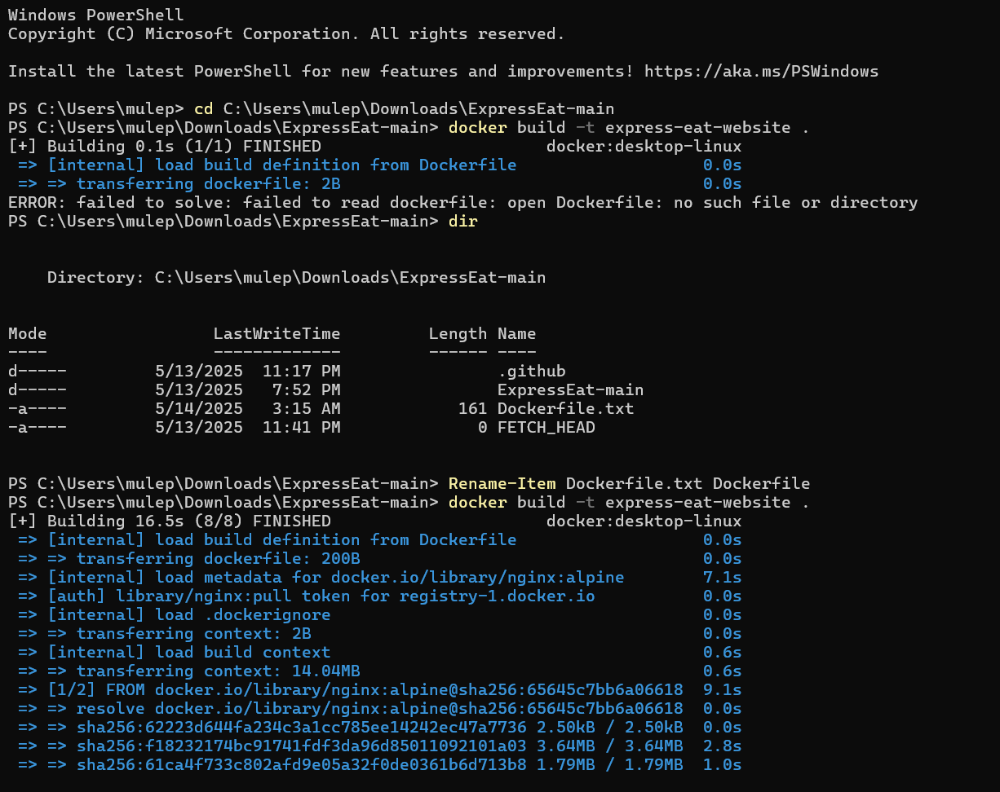 Windows PowerShell
Copyright (C) Microsoft Corporation. All rights reserved.
Install the latest PowerShell for new features and improvements! https://aka.ms/PSWindows
PS C:\Users\mulep> cd C:\Users\mulep\Downloads\ExpressEat-main
PS C:\Users\mulep\Downloads\ExpressEat-main> docker build -t express-eat-website .
[+] Building 0.1s (1/1) FINISHED docker:desktop-linux
=> [internal] load build definition from Dockerfile 0.0s
=> => transferring dockerfile: 2B 0.0s
ERROR: failed to solve: failed to read dockerfile: open Dockerfile: no such file or directory
PS C:\Users\mulep\Downloads\ExpressEat-main> dir
Directory: C:\Users\mulep\Downloads\ExpressEat-main
Mode LastWriteTime Length Name
---- ------------- ------ ----
d----- 5/13/2025 11:17 PM .github
d----- 5/13/2025 7:52 PM ExpressEat-main
-a---- 5/14/2025 3:15 AM 161 Dockerfile.txt
-a---- 5/13/2025 11:41 PM 0 FETCH_HEAD
PS C:\Users\mulep\Downloads\ExpressEat-main> Rename-Item Dockerfile.txt Dockerfile
PS C:\Users\mulep\Downloads\ExpressEat-main> docker build -t express-eat-website .
[+] Building 16.5s (8/8) FINISHED docker:desktop-linux
=> [internal] load build definition from Dockerfile 0.0s
=> => transferring dockerfile: 200B 0.0s
=> [internal] load metadata for docker.io/library/nginx:alpine 7.1s
=> [auth] library/nginx:pull token for registry-1.docker.io 0.0s
=> [internal] load .dockerignore 0.0s
=> => transferring context: 2B 0.0s
=> [internal] load build context 0.6s
=> => transferring context: 14.04MB 0.6s
=> [1/2] FROM docker.io/library/nginx:alpine@sha256:65645c7bb6a06618 9.1s
=> => resolve docker.io/library/nginx:alpine@sha256:65645c7bb6a06618 0.0s
=> => sha256:62223d644fa234c3a1cc785ee14242ec47a7736 2.50kB / 2.50kB 0.0s
=> => sha256:f18232174bc91741fdf3da96d85011092101a03 3.64MB / 3.64MB 2.8s
=> => sha256:61ca4f733c802afd9e05a32f0de0361b6d713b8 1.79MB / 1.79MB 1.0s